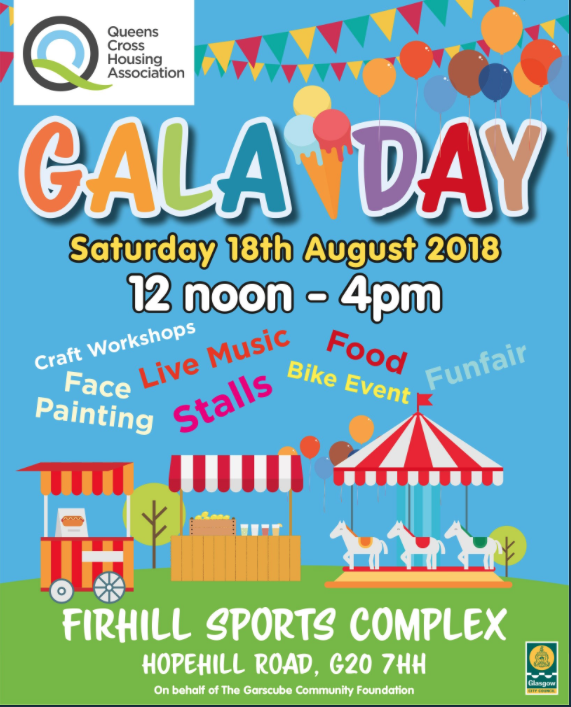 Queens
Cross
Housing
Association
GALA DAY
Saturday 18th August 2018
12 noon - 4pm
Craft Workshops
Live Music
Food
Face
Painting
Stalls
Bike Event
Funfair
FIRHILL SPORTS COMPLEX
HOPEHILL ROAD, G20 7HH
On behalf of The Garscube Community Foundation
Glasgow
CITY COUNCIL